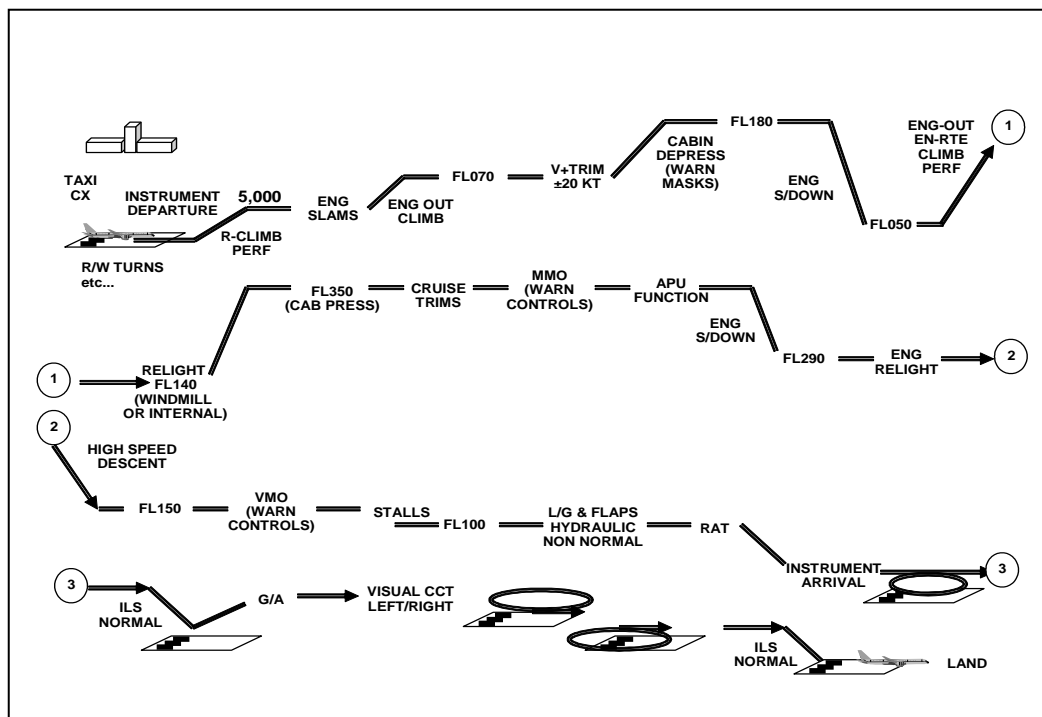 TAXI
CX
R/W TURNS
etc...
INSTRUMENT
DEPARTURE
5,000
R-CLIMB
PERF
ENG
SLAMS
ENG OUT
CLIMB
FL070
V+TRIM
±20 KT
CABIN
DEPRESS
(WARN
MASKS)
FL180
ENG
S/DOWN
FL050
ENG-OUT
EN-RTE
CLIMB
PERF
1
1
RELIGHT
FL140
(WINDMILL
OR INTERNAL)
FL350
(CAB PRESS)
CRUISE
TRIMS
MMO
(WARN
CONTROLS)
APU
FUNCTION
ENG
S/DOWN
FL290
ENG
RELIGHT
2
2
HIGH SPEED
DESCENT
FL150
VMO
(WARN
CONTROLS)
STALLS
FL100
L/G & FLAPS
HYDRAULIC
NON NORMAL
RAT
INSTRUMENT
ARRIVAL
3
3
ILS
NORMAL
G/A
VISUAL CCT
LEFT/RIGHT
ILS
NORMAL
LAND